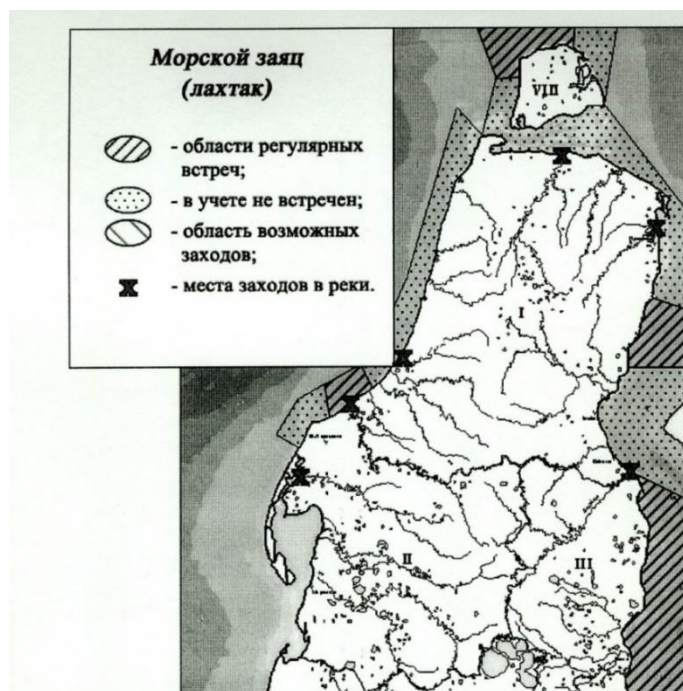 Морской заяц
(лахтак)
- области регулярных
встреч;
- в учете не встречен;
- область возможных
заходов;
- места заходов в реки.
VIII
I
II
III